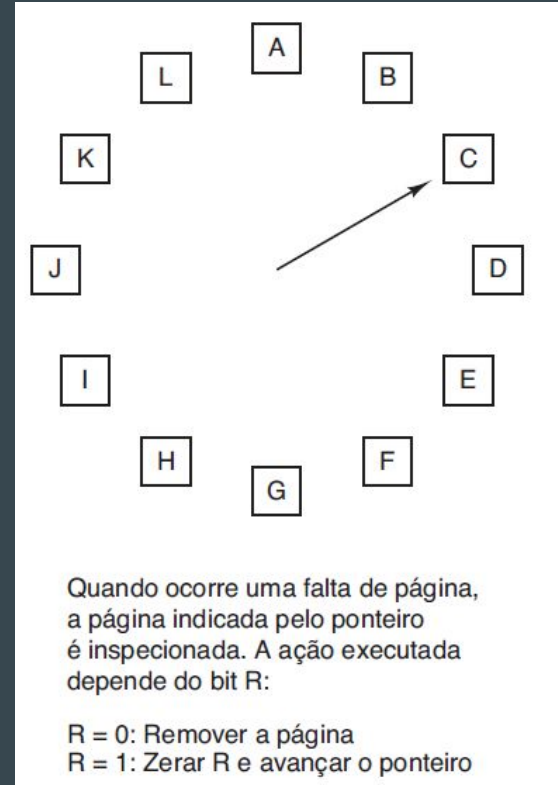 A
L
B
K
C
J
D
I
E
H
F
G
Quando ocorre uma falta de página,
a página indicada pelo ponteiro
é inspecionada. A ação executada
depende do bit R:
R = 0: Remover a página
R = 1: Zerar R e avançar o ponteiro